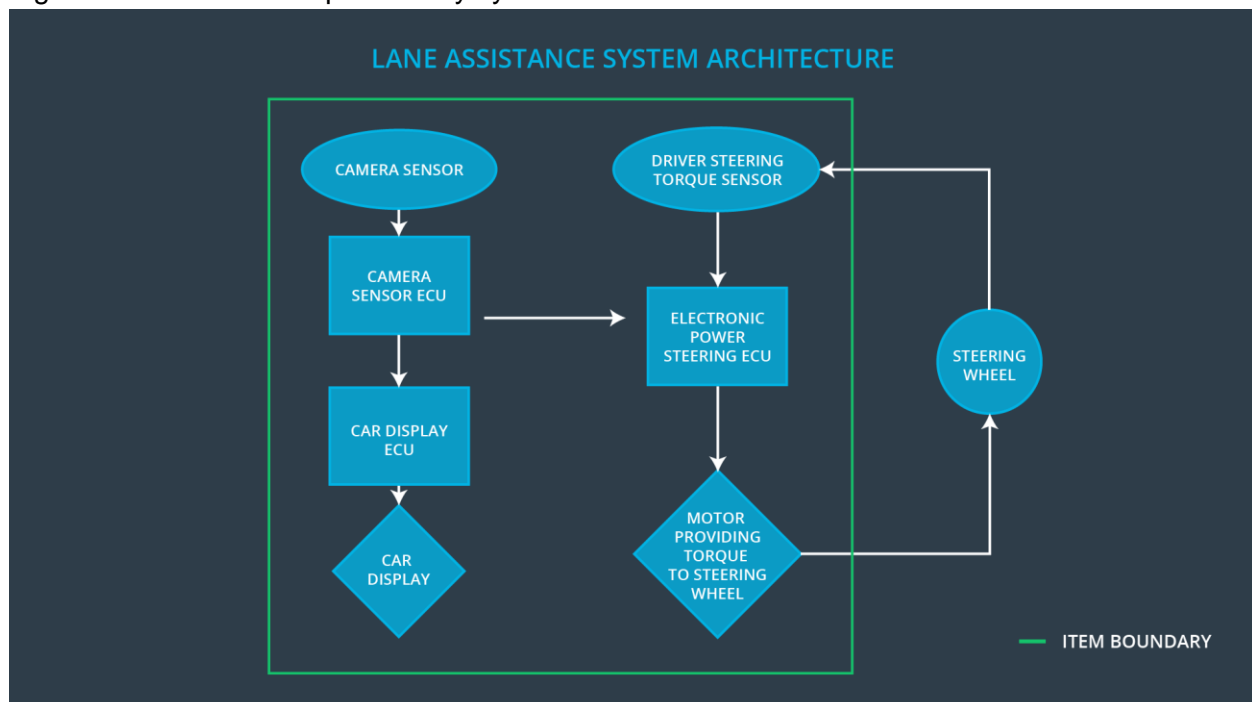 LANE ASSISTANCE SYSTEM ARCHITECTURE
CAMERA SENSOR
CAMERA
SENSOR ECU
CAR DISPLAY
ECU
CAR
DISPLAY
DRIVER STEERING
TORQUE SENSOR
ELECTRONIC
POWER
STEERING ECU
MOTOR
PROVIDING
TORQUE
TO STEERING
WHEEL
STEERING
WHEEL
ITEM BOUNDARY